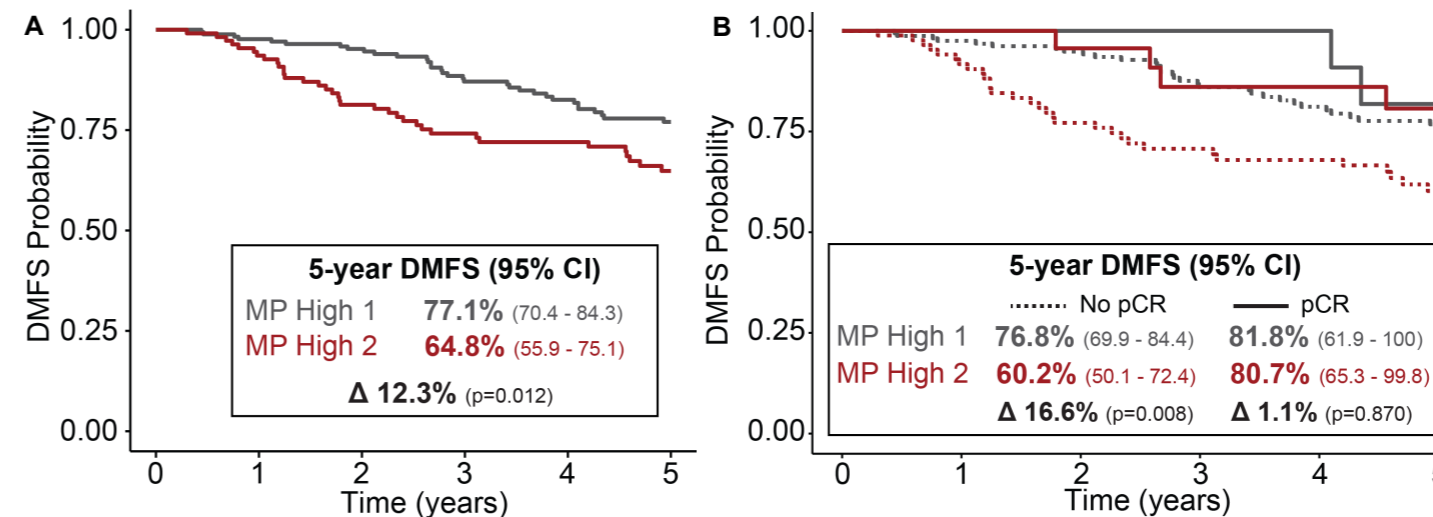 A
DMFS Probability
1.00
0.75
0.50
0.25
0.00
5-year DMFS (95% CI)
MP High 1 77.1% (70.4 - 84.3)
MP High 2 64.8% (55.9 - 75.1)
Δ 12.3% (p=0.012)
0 1 2 3 4 5
Time (years)
B
DMFS Probability
1.00
0.75
0.50
0.25
0.00
5-year DMFS (95% CI)
No pCR pCR
MP High 1 76.8% (69.9 - 84.4) 81.8% (61.9 - 100)
MP High 2 60.2% (50.1 - 72.4) 80.7% (65.3 - 99.8)
Δ 16.6% (p=0.008) Δ 1.1% (p=0.870)
0 1 2 3 4
Time (years)